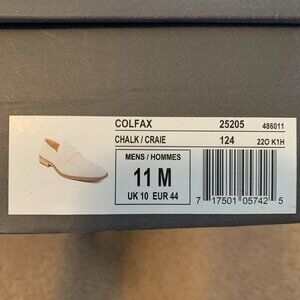 COLFAX 25205 486011
CHALK / CRAIE 124 22O K1H
MENS / HOMMES
11 M
UK 10 EUR 44
7 17501 05742 5